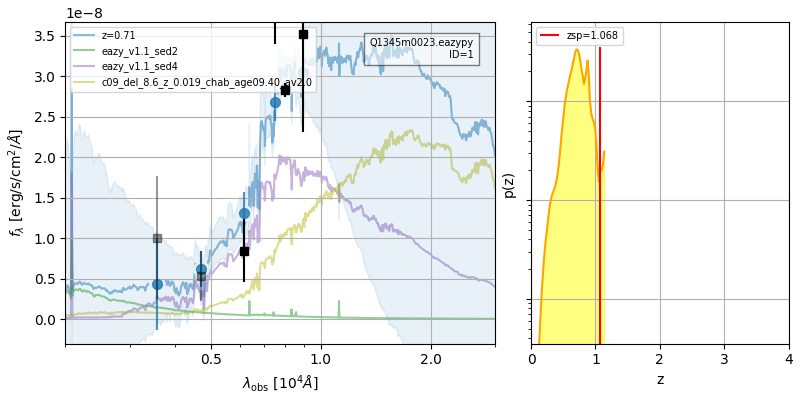 1e−8
z=0.71
eazy_v1.1_sed2
eazy_v1.1_sed4
c09_del_8.6_z_0.019_chab_age09.40_av2.0
Q1345m0023.eazypy
ID=1
3.5
3.0
2.5
2.0
1.5
1.0
0.5
0.0
fλ [erg/s/cm²/Å]
0.5 1.0 2.0
λobs [10⁴Å]
zsp=1.068
p(z)
0 1 2 3 4
z